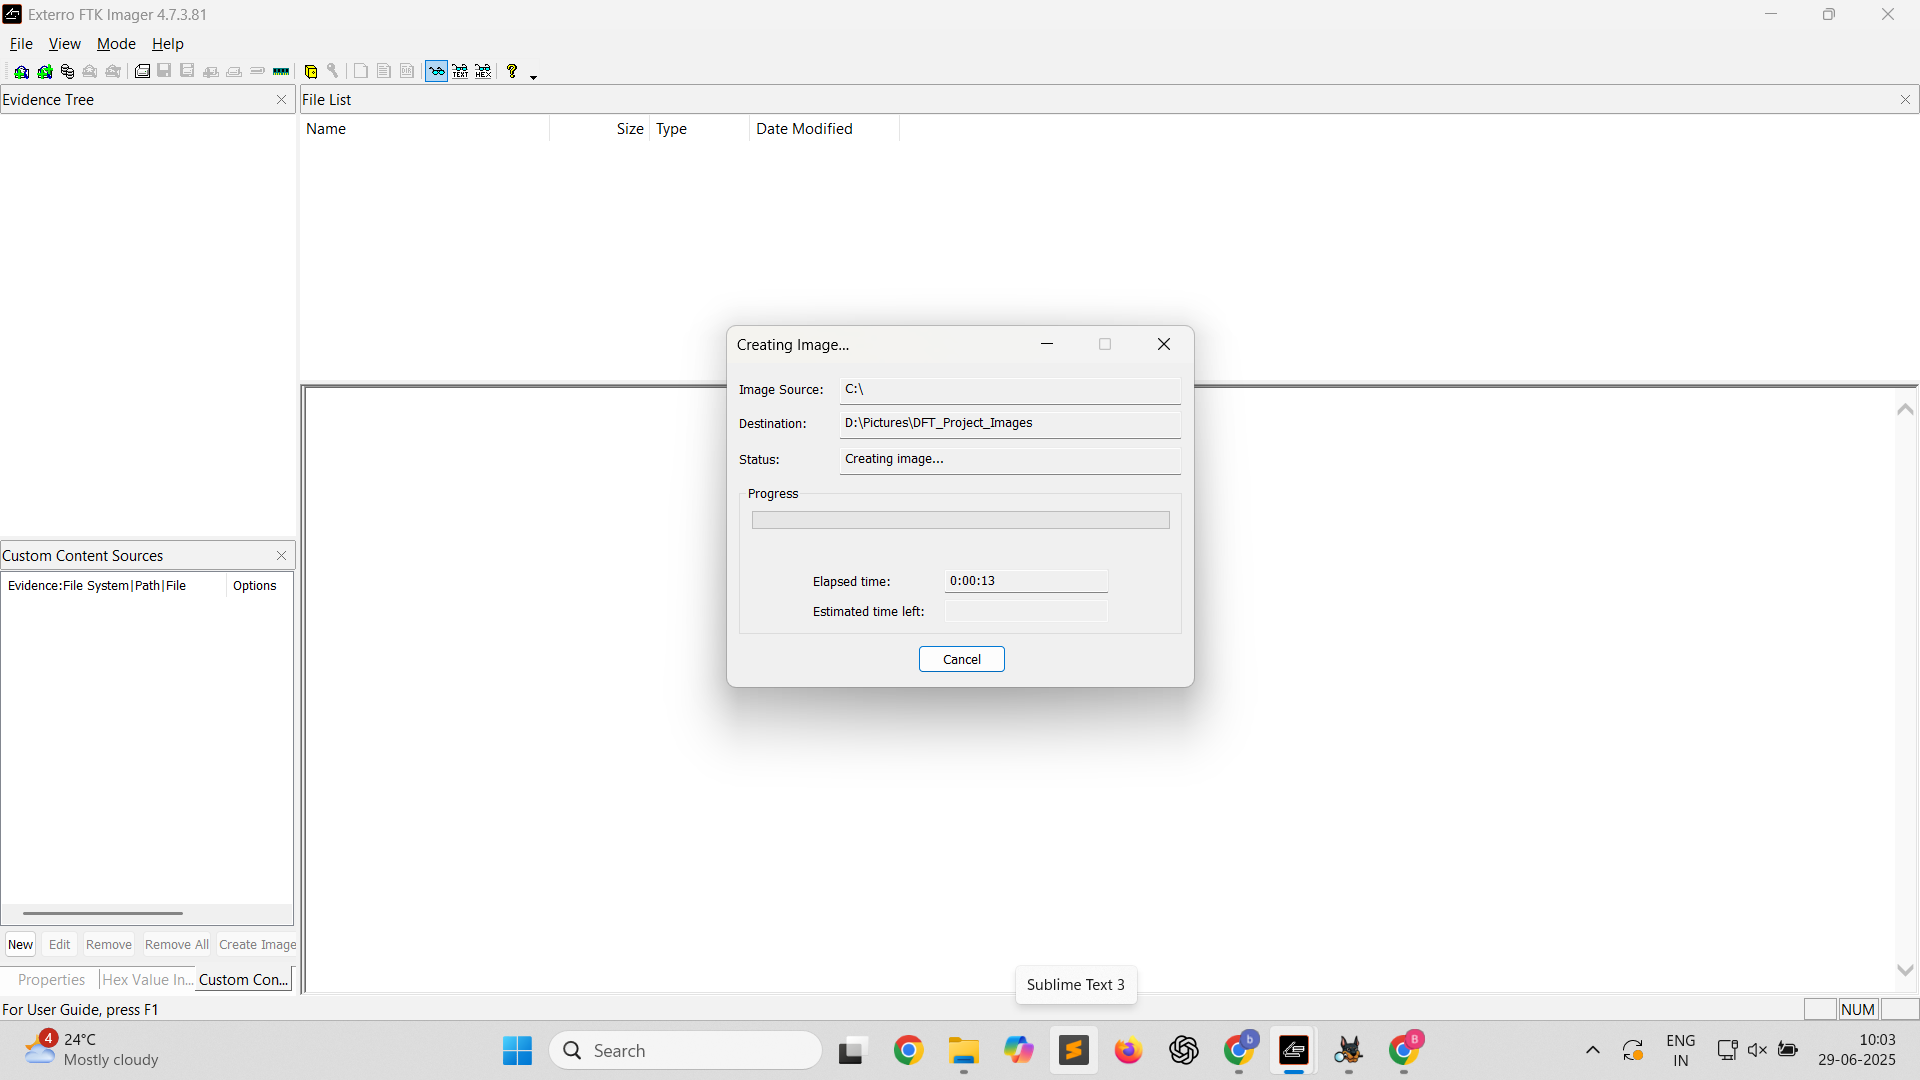 Exterro FTK Imager 4.7.3.81
File View Mode Help
TEXT HEX
Evidence Tree
File List
Name Size Type Date Modified
Creating Image...
Image Source: C:\
Destination: D:\Pictures\DFT_Project_Images
Status: Creating image...
Progress
Elapsed time: 0:00:13
Estimated time left:
Cancel
Custom Content Sources
Evidence:File System|Path|File Options
New Edit Remove Remove All Create Image
Properties Hex Value In... Custom Con...
Sublime Text 3
For User Guide, press F1
NUM
4
24°C
Mostly cloudy
Search
b
B
ENG
IN
10:03
29-06-2025